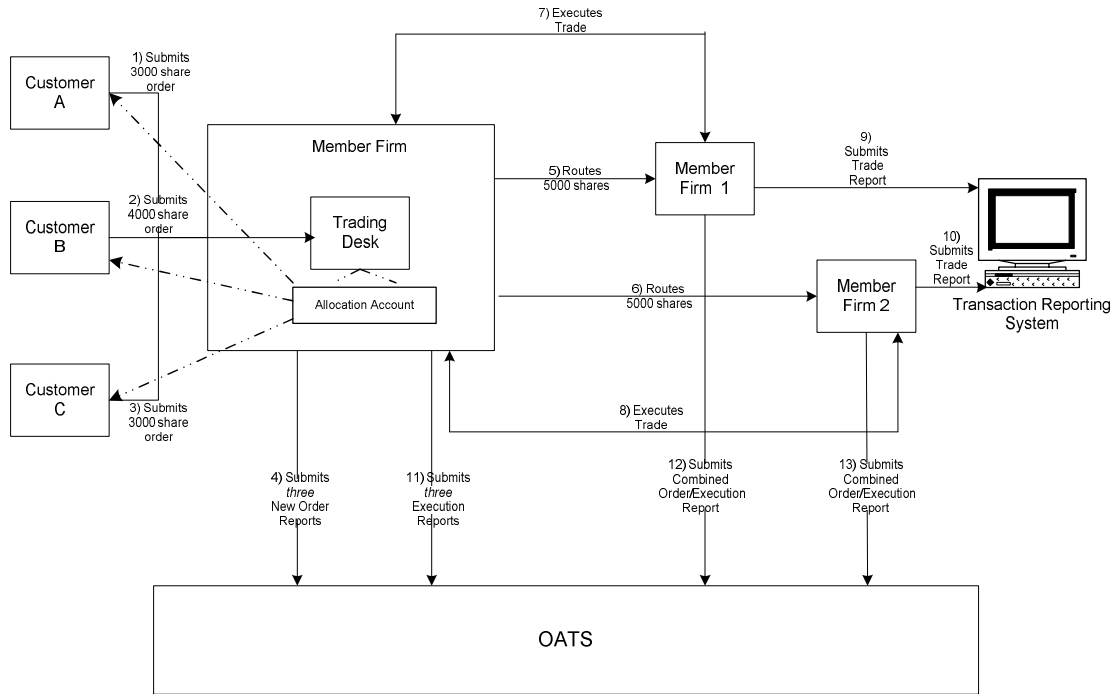 7) Executes
Trade
1) Submits
3000 share
order
Customer
A
Member Firm
9)
Submits
Trade
Report
Member
Firm 1
5) Routes
5000 shares
2) Submits
4000 share
order
Customer
B
Trading
Desk
10)
Submits
Trade
Report
Member
Firm 2
6) Routes
5000 shares
Allocation Account
Transaction Reporting
System
Customer
C
3) Submits
3000 share
order
8) Executes
Trade
4) Submits
three
New Order
Reports
11) Submits
three
Execution
Reports
12) Submits
Combined
Order/Execution
Report
13) Submits
Combined
Order/Execution
Report
OATS